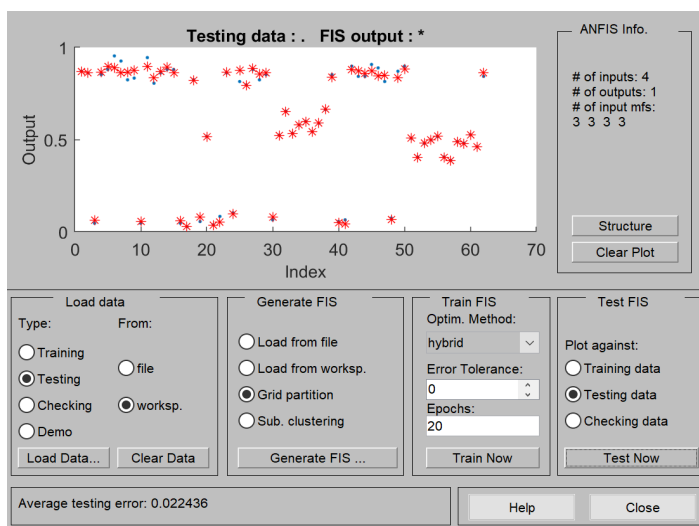 Testing data : .   FIS output : *
1
0.5
0
Output
0 10 20 30 40 50 60 70
Index
ANFIS Info.
# of inputs: 4
# of outputs: 1
# of input mfs:
3 3 3 3
Structure
Clear Plot
Load data
Type: From:
Training
Testing
Checking
Demo
file
worksp.
Load Data... Clear Data
Generate FIS
Load from file
Load from worksp.
Grid partition
Sub. clustering
Generate FIS ...
Train FIS
Optim. Method:
hybrid
Error Tolerance:
0
Epochs:
20
Train Now
Test FIS
Plot against:
Training data
Testing data
Checking data
Test Now
Average testing error: 0.022436
Help Close